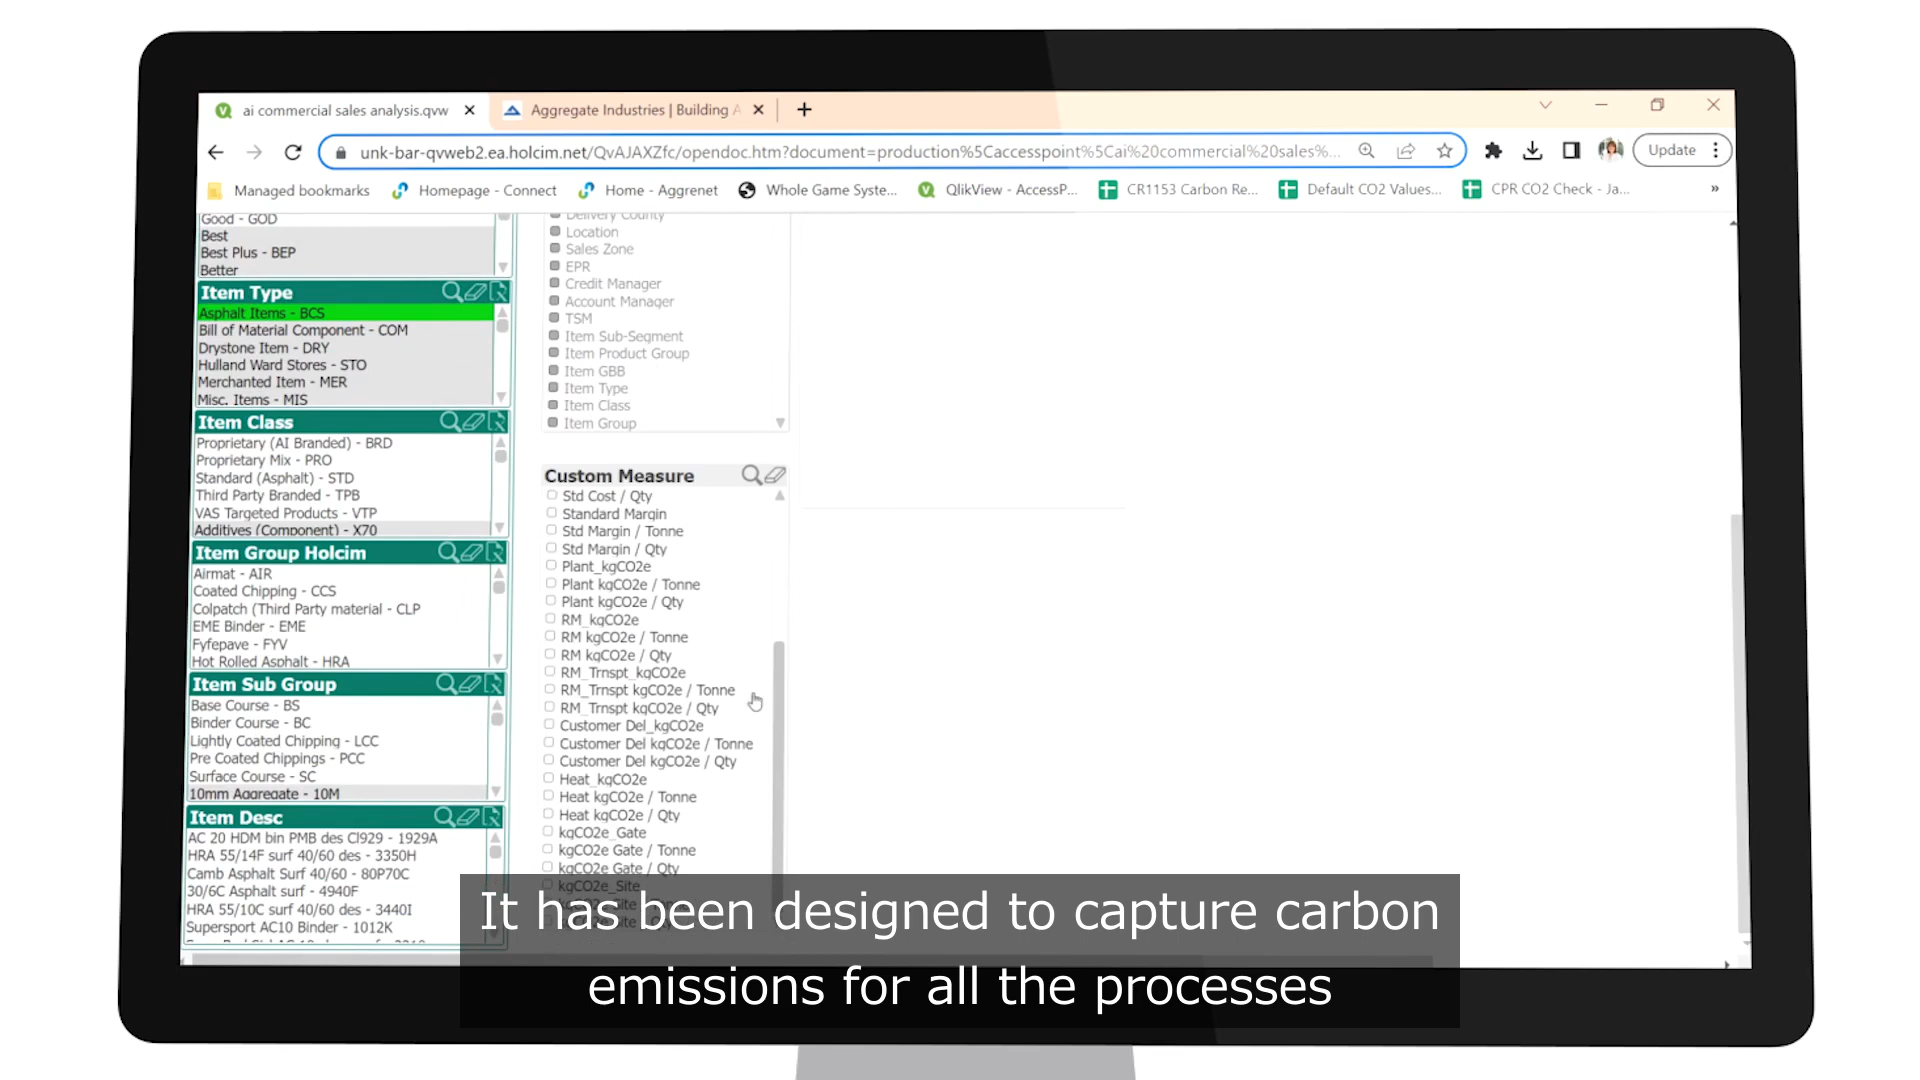 ai commercial sales analysis.qvw
Aggregate Industries | Building A
unk-bar-qvweb2.ea.holcim.net/QvAJAXZfc/opendoc.htm?document=production%5Caccesspoint%5Cai%20commercial%20sales%...
Update
Managed bookmarks
Homepage - Connect
Home - Aggrenet
Whole Game Syste...
QlikView - AccessP...
CR1153 Carbon Re...
Default CO2 Values...
CPR CO2 Check - Ja...
»
Good - GOD
Best
Best Plus - BEP
Better
Item Type
Asphalt Items - BCS
Bill of Material Component - COM
Drystone Item - DRY
Hulland Ward Stores - STO
Merchanted Item - MER
Misc. Items - MIS
Item Class
Proprietary (AI Branded) - BRD
Proprietary Mix - PRO
Standard (Asphalt) - STD
Third Party Branded - TPB
VAS Targeted Products - VTP
Additives (Component) - X70
Item Group Holcim
Airmat - AIR
Coated Chipping - CCS
Colpatch (Third Party material - CLP
EME Binder - EME
Fyfepave - FYV
Hot Rolled Asphalt - HRA
Item Sub Group
Base Course - BS
Binder Course - BC
Lightly Coated Chipping - LCC
Pre Coated Chippings - PCC
Surface Course - SC
10mm Aggregate - 10M
Item Desc
AC 20 HDM bin PMB des Cl929 - 1929A
HRA 55/14F surf 40/60 des - 3350H
Camb Asphalt Surf 40/60 - 80P70C
30/6C Asphalt surf - 4940F
HRA 55/10C surf 40/60 des - 3440I
Supersport AC10 Binder - 1012K
Delivery County
Location
Sales Zone
EPR
Credit Manager
Account Manager
TSM
Item Sub-Segment
Item Product Group
Item GBB
Item Type
Item Class
Item Group
Custom Measure
Std Cost / Qty
Standard Margin
Std Margin / Tonne
Std Margin / Qty
Plant_kgCO2e
Plant kgCO2e / Tonne
Plant kgCO2e / Qty
RM_kgCO2e
RM kgCO2e / Tonne
RM kgCO2e / Qty
RM_Trnspt_kgCO2e
RM_Trnspt kgCO2e / Tonne
RM_Trnspt kgCO2e / Qty
Customer Del_kgCO2e
Customer Del kgCO2e / Tonne
Customer Del kgCO2e / Qty
Heat_kgCO2e
Heat kgCO2e / Tonne
Heat kgCO2e / Qty
kgCO2e_Gate
kgCO2e Gate / Tonne
kgCO2e Gate / Qty
kgCO2e_Site
It has been designed to capture carbon
emissions for all the processes